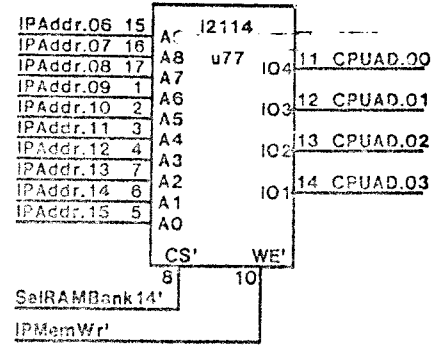 I2114
u77
IPAddr.06 15 A9
IPAddr.07 16 A8
IPAddr.08 17 A7
IPAddr.09 1 A6
IPAddr.10 2 A5
IPAddr.11 3 A4
IPAddr.12 4 A3
IPAddr.13 7 A2
IPAddr.14 6 A1
IPAddr.15 5 A0
IO4 11 CPUAD.00
IO3 12 CPUAD.01
IO2 13 CPUAD.02
IO1 14 CPUAD.03
CS' WE'
8 10
SelRAMBank14'
IPMemWr'